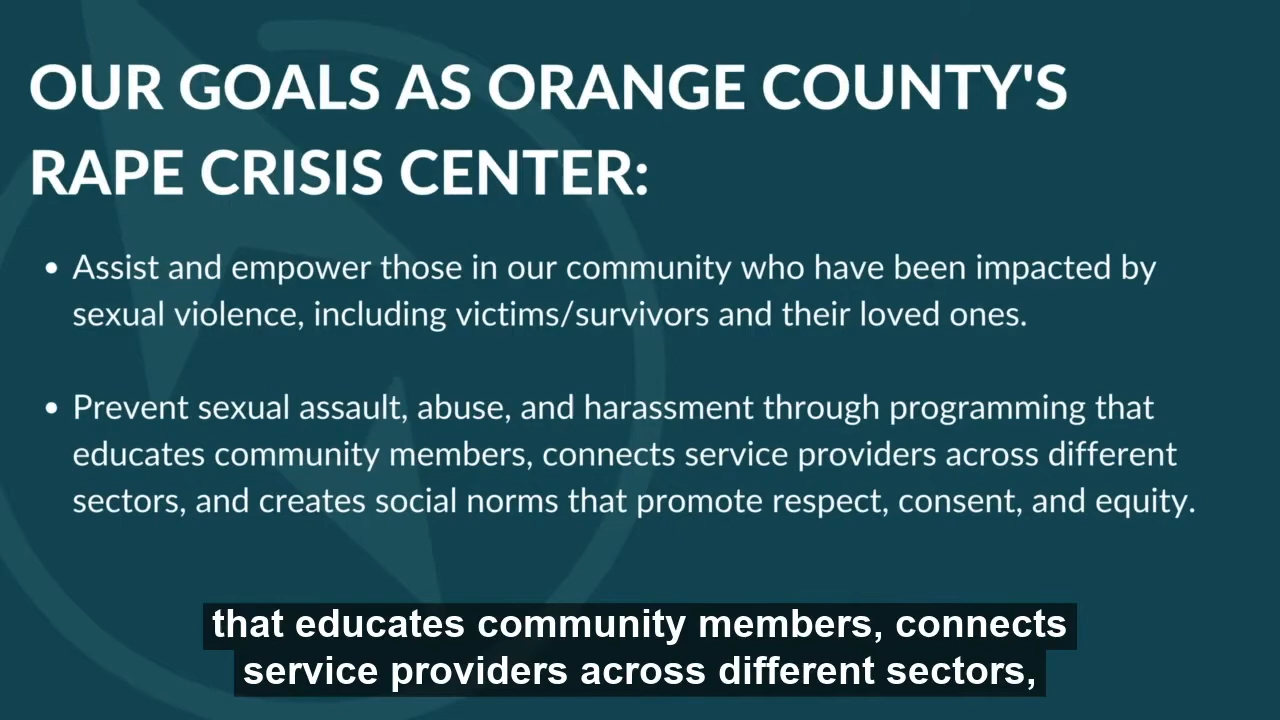 OUR GOALS AS ORANGE COUNTY'S
RAPE CRISIS CENTER:
• Assist and empower those in our community who have been impacted by
sexual violence, including victims/survivors and their loved ones.
• Prevent sexual assault, abuse, and harassment through programming that
educates community members, connects service providers across different
sectors, and creates social norms that promote respect, consent, and equity.
that educates community members, connects
service providers across different sectors,